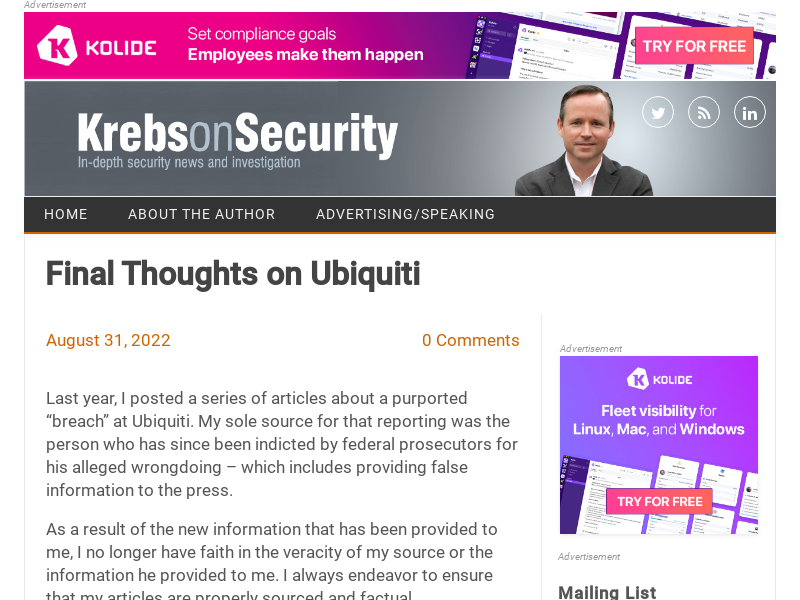 Advertisement
KOLIDE
Set compliance goals
Employees make them happen
TRY FOR FREE
KrebsonSecurity
In-depth security news and investigation
HOME
ABOUT THE AUTHOR
ADVERTISING/SPEAKING
Final Thoughts on Ubiquiti
August 31, 2022
0 Comments
Last year, I posted a series of articles about a purported
“breach” at Ubiquiti. My sole source for that reporting was the
person who has since been indicted by federal prosecutors for
his alleged wrongdoing – which includes providing false
information to the press.
As a result of the new information that has been provided to
me, I no longer have faith in the veracity of my source or the
information he provided to me. I always endeavor to ensure
that my articles are properly sourced and factual.
Advertisement
KOLIDE
Fleet visibility for
Linux, Mac, and Windows
TRY FOR FREE
Advertisement
Mailing List